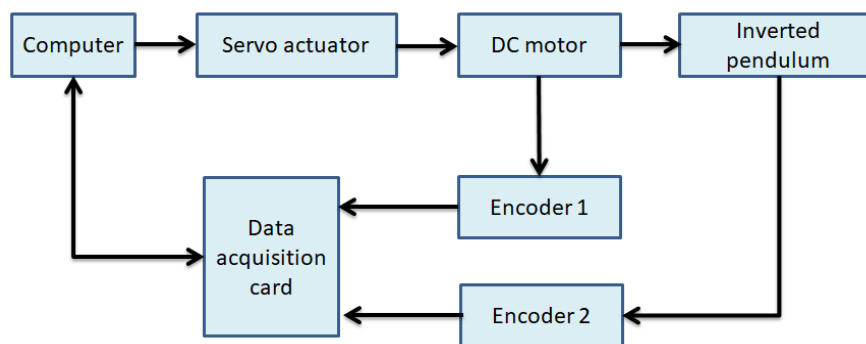 Computer
Servo actuator
DC motor
Inverted
pendulum
Encoder 1
Data
acquisition
card
Encoder 2